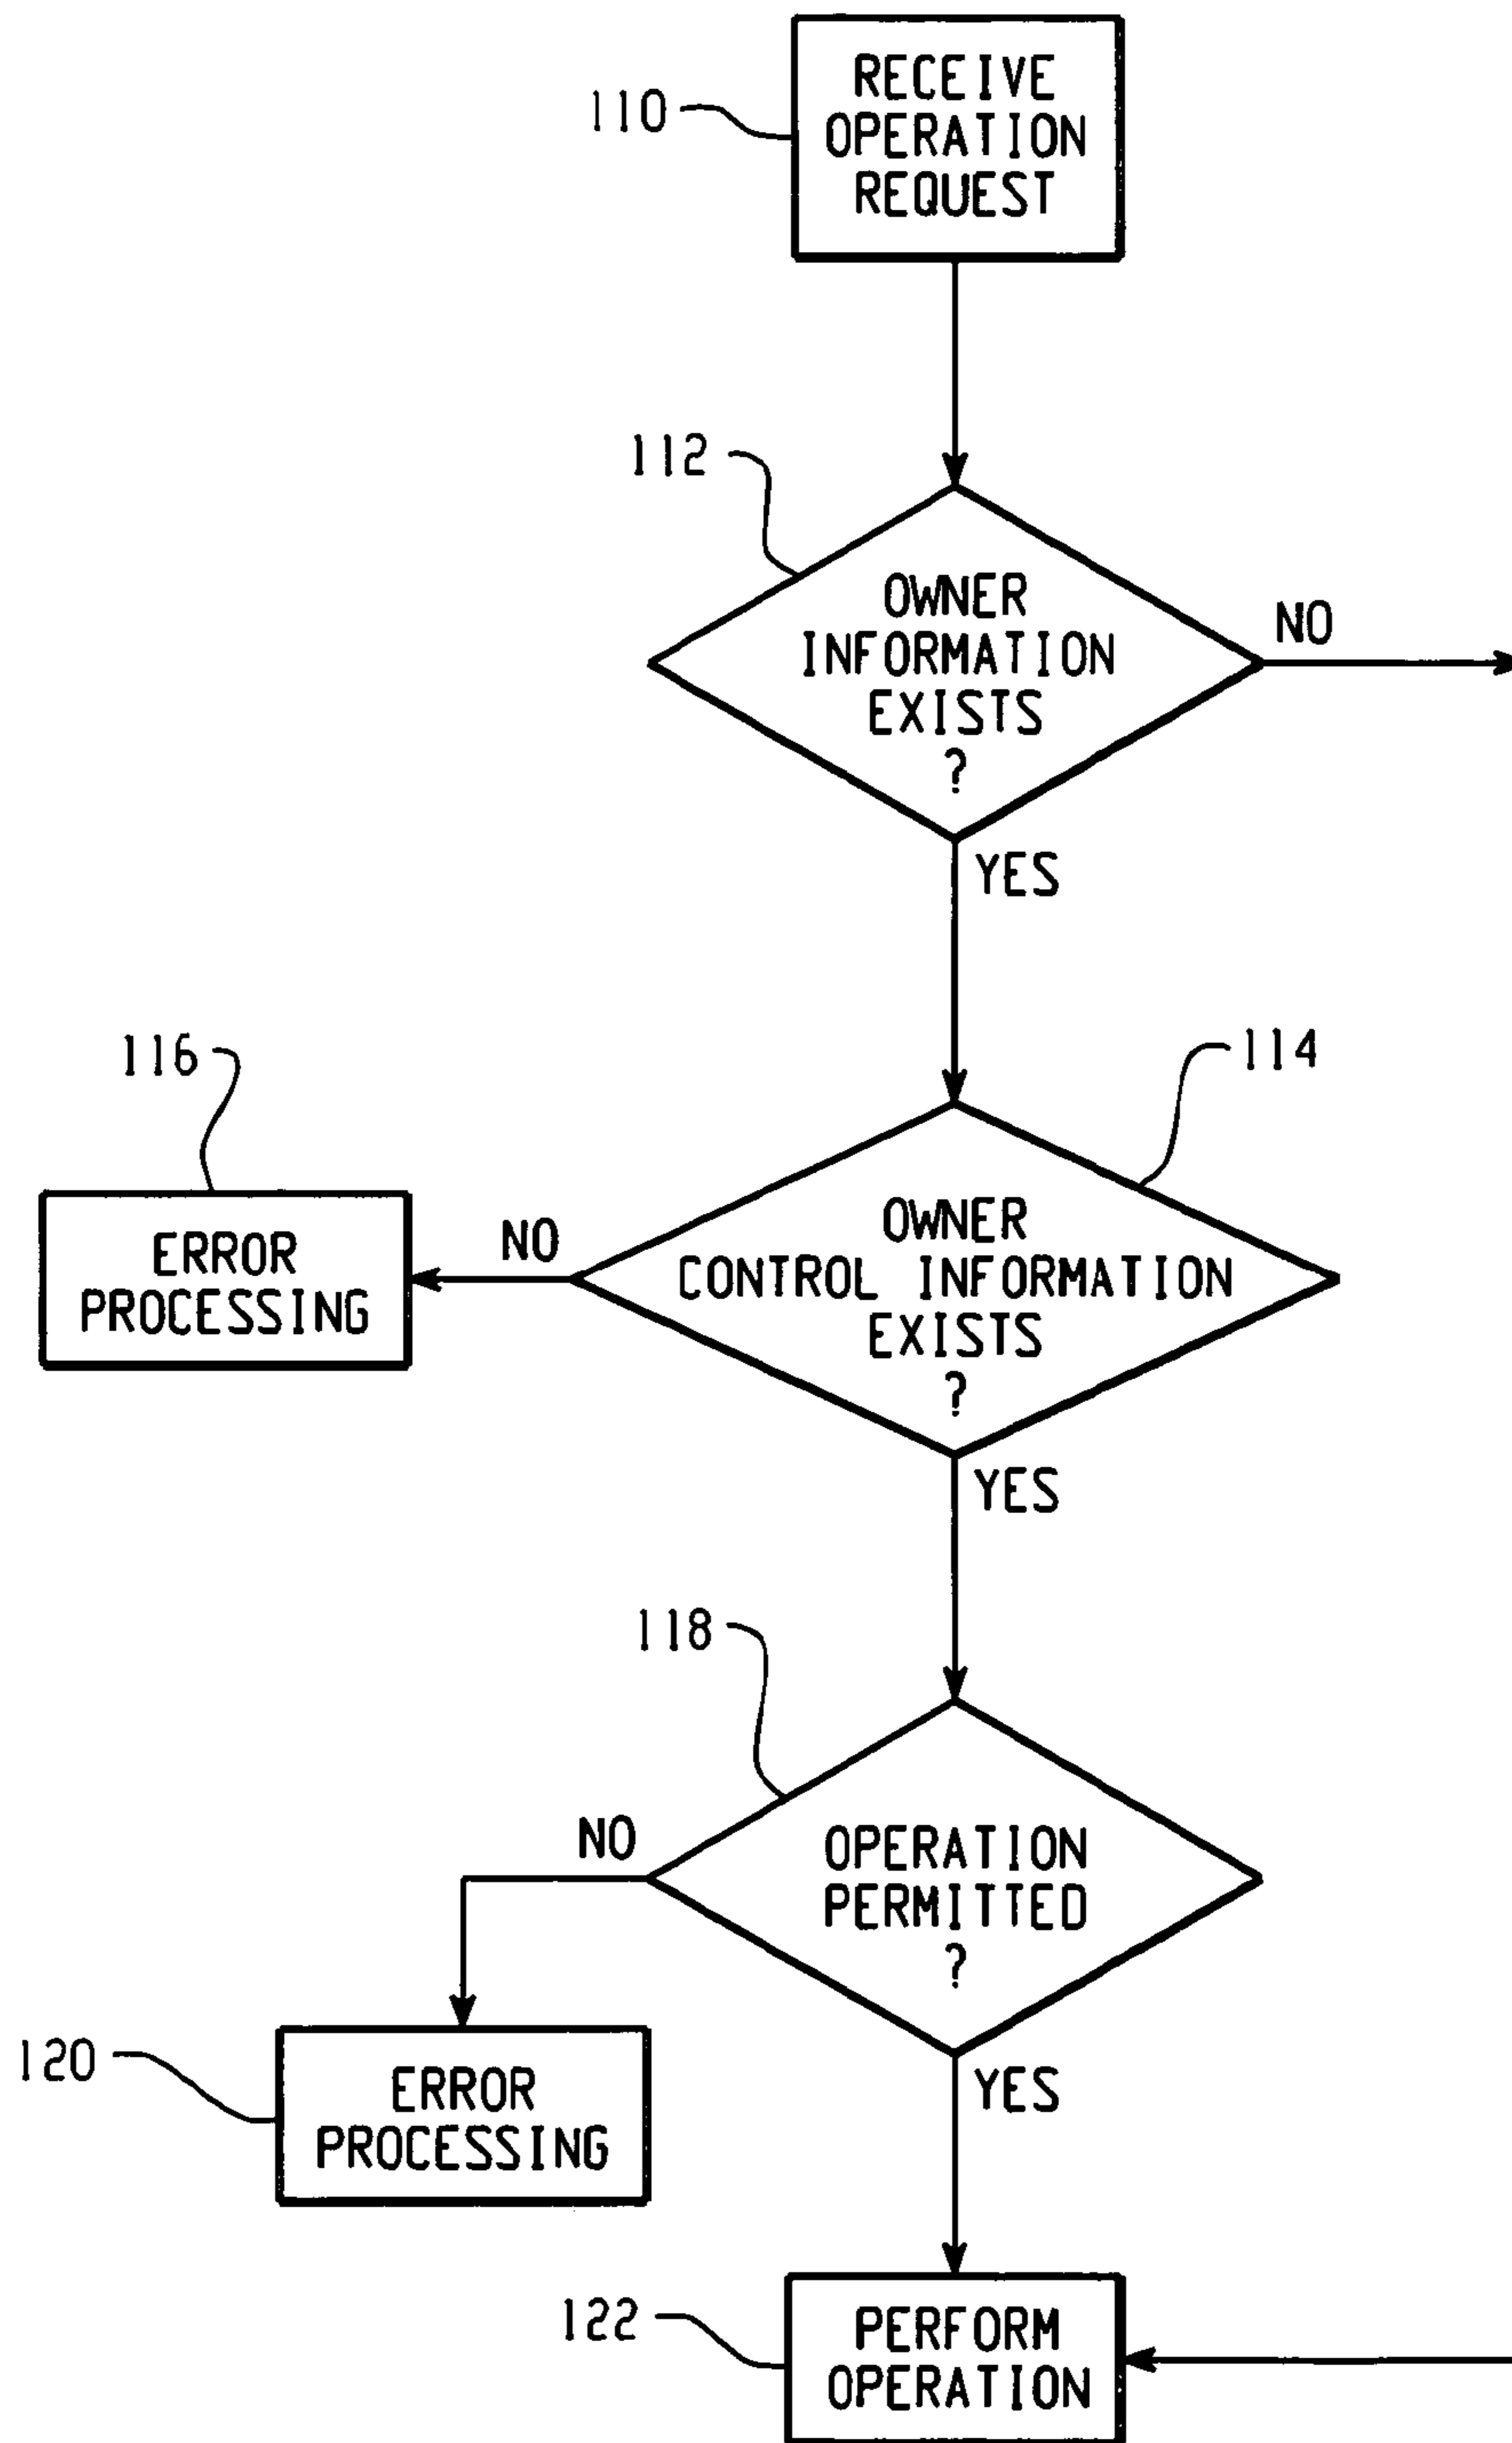 110
RECEIVE
OPERATION
REQUEST
112
OWNER
INFORMATION
EXISTS
?
NO
YES
116
114
ERROR
PROCESSING
NO
OWNER
CONTROL INFORMATION
EXISTS
?
YES
118
NO
OPERATION
PERMITTED
?
120
ERROR
PROCESSING
YES
122
PERFORM
OPERATION